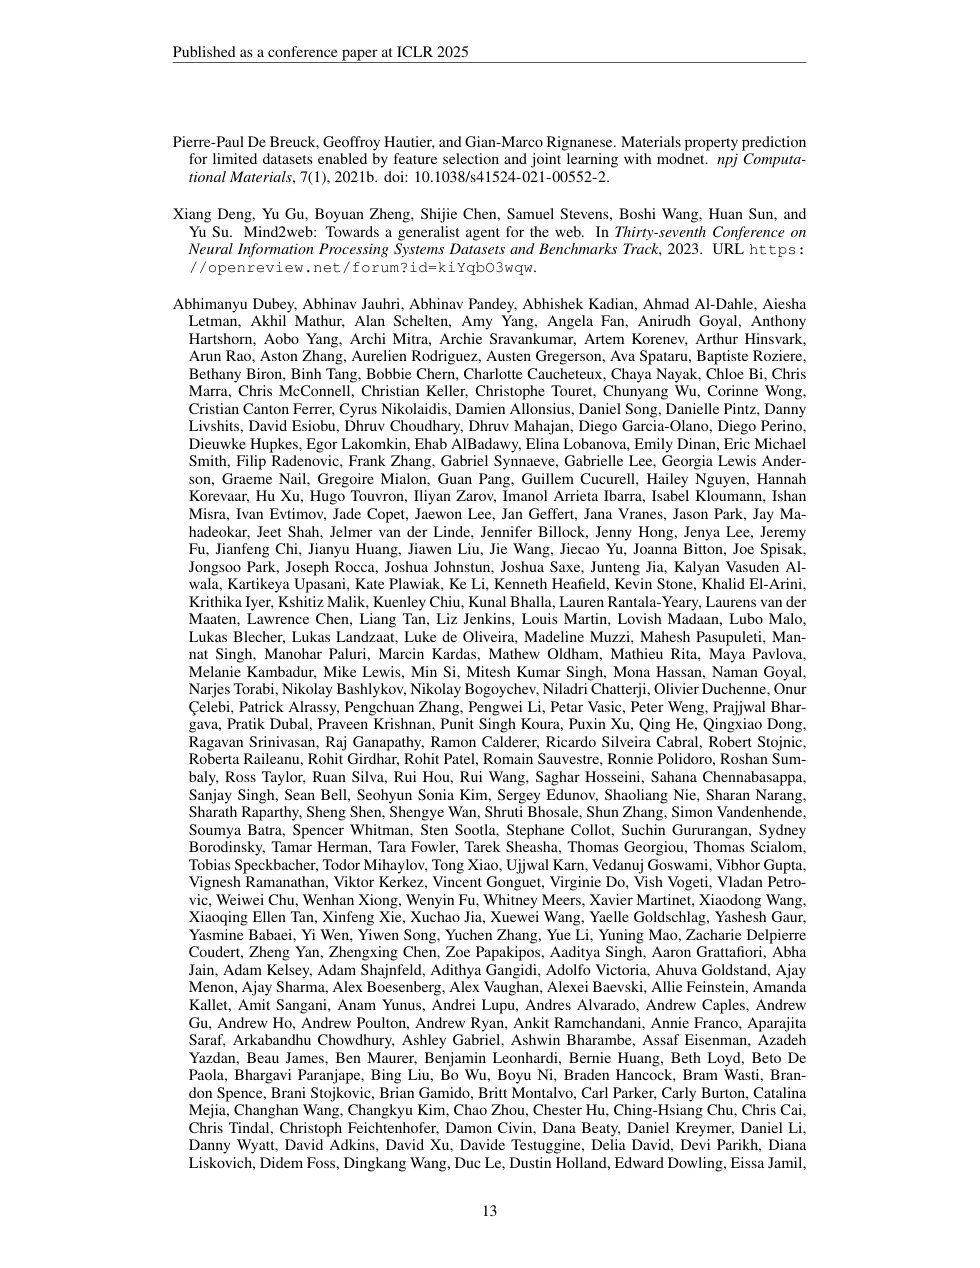 Published as a conference paper at ICLR 2025
Pierre-Paul De Breuck, Geoffroy Hautier, and Gian-Marco Rignanese. Materials property prediction
for limited datasets enabled by feature selection and joint learning with modnet. npj Computa-
tional Materials, 7(1), 2021b. doi: 10.1038/s41524-021-00552-2.
Xiang Deng, Yu Gu, Boyuan Zheng, Shijie Chen, Samuel Stevens, Boshi Wang, Huan Sun, and
Yu Su. Mind2web: Towards a generalist agent for the web. In Thirty-seventh Conference on
Neural Information Processing Systems Datasets and Benchmarks Track, 2023. URL https:
//openreview.net/forum?id=kiYqbO3wqw.
Abhimanyu Dubey, Abhinav Jauhri, Abhinav Pandey, Abhishek Kadian, Ahmad Al-Dahle, Aiesha
Letman, Akhil Mathur, Alan Schelten, Amy Yang, Angela Fan, Anirudh Goyal, Anthony
Hartshorn, Aobo Yang, Archi Mitra, Archie Sravankumar, Artem Korenev, Arthur Hinsvark,
Arun Rao, Aston Zhang, Aurelien Rodriguez, Austen Gregerson, Ava Spataru, Baptiste Roziere,
Bethany Biron, Binh Tang, Bobbie Chern, Charlotte Caucheteux, Chaya Nayak, Chloe Bi, Chris
Marra, Chris McConnell, Christian Keller, Christophe Touret, Chunyang Wu, Corinne Wong,
Cristian Canton Ferrer, Cyrus Nikolaidis, Damien Allonsius, Daniel Song, Danielle Pintz, Danny
Livshits, David Esiobu, Dhruv Choudhary, Dhruv Mahajan, Diego Garcia-Olano, Diego Perino,
Dieuwke Hupkes, Egor Lakomkin, Ehab AlBadawy, Elina Lobanova, Emily Dinan, Eric Michael
Smith, Filip Radenovic, Frank Zhang, Gabriel Synnaeve, Gabrielle Lee, Georgia Lewis Ander-
son, Graeme Nail, Gregoire Mialon, Guan Pang, Guillem Cucurell, Hailey Nguyen, Hannah
Korevaar, Hu Xu, Hugo Touvron, Iliyan Zarov, Imanol Arrieta Ibarra, Isabel Kloumann, Ishan
Misra, Ivan Evtimov, Jade Copet, Jaewon Lee, Jan Geffert, Jana Vranes, Jason Park, Jay Ma-
hadeokar, Jeet Shah, Jelmer van der Linde, Jennifer Billock, Jenny Hong, Jenya Lee, Jeremy
Fu, Jianfeng Chi, Jianyu Huang, Jiawen Liu, Jie Wang, Jiecao Yu, Joanna Bitton, Joe Spisak,
Jongsoo Park, Joseph Rocca, Joshua Johnstun, Joshua Saxe, Junteng Jia, Kalyan Vasuden Al-
wala, Kartikeya Upasani, Kate Plawiak, Ke Li, Kenneth Heafield, Kevin Stone, Khalid El-Arini,
Krithika Iyer, Kshitiz Malik, Kuenley Chiu, Kunal Bhalla, Lauren Rantala-Yeary, Laurens van der
Maaten, Lawrence Chen, Liang Tan, Liz Jenkins, Louis Martin, Lovish Madaan, Lubo Malo,
Lukas Blecher, Lukas Landzaat, Luke de Oliveira, Madeline Muzzi, Mahesh Pasupuleti, Man-
nat Singh, Manohar Paluri, Marcin Kardas, Mathew Oldham, Mathieu Rita, Maya Pavlova,
Melanie Kambadur, Mike Lewis, Min Si, Mitesh Kumar Singh, Mona Hassan, Naman Goyal,
Narjes Torabi, Nikolay Bashlykov, Nikolay Bogoychev, Niladri Chatterji, Olivier Duchenne, Onur
Çelebi, Patrick Alrassy, Pengchuan Zhang, Pengwei Li, Petar Vasic, Peter Weng, Prajjwal Bhar-
gava, Pratik Dubal, Praveen Krishnan, Punit Singh Koura, Puxin Xu, Qing He, Qingxiao Dong,
Ragavan Srinivasan, Raj Ganapathy, Ramon Calderer, Ricardo Silveira Cabral, Robert Stojnic,
Roberta Raileanu, Rohit Girdhar, Rohit Patel, Romain Sauvestre, Ronnie Polidoro, Roshan Sum-
baly, Ross Taylor, Ruan Silva, Rui Hou, Rui Wang, Saghar Hosseini, Sahana Chennabasappa,
Sanjay Singh, Sean Bell, Seohyun Sonia Kim, Sergey Edunov, Shaoliang Nie, Sharan Narang,
Sharath Raparthy, Sheng Shen, Shengye Wan, Shruti Bhosale, Shun Zhang, Simon Vandenhende,
Soumya Batra, Spencer Whitman, Sten Sootla, Stephane Collot, Suchin Gururangan, Sydney
Borodinsky, Tamar Herman, Tara Fowler, Tarek Sheasha, Thomas Georgiou, Thomas Scialom,
Tobias Speckbacher, Todor Mihaylov, Tong Xiao, Ujjwal Karn, Vedanuj Goswami, Vibhor Gupta,
Vignesh Ramanathan, Viktor Kerkez, Vincent Gonguet, Virginie Do, Vish Vogeti, Vladan Petro-
vic, Weiwei Chu, Wenhan Xiong, Wenyin Fu, Whitney Meers, Xavier Martinet, Xiaodong Wang,
Xiaoqing Ellen Tan, Xinfeng Xie, Xuchao Jia, Xuewei Wang, Yaelle Goldschlag, Yashesh Gaur,
Yasmine Babaei, Yi Wen, Yiwen Song, Yuchen Zhang, Yue Li, Yuning Mao, Zacharie Delpierre
Coudert, Zheng Yan, Zhengxing Chen, Zoe Papakipos, Aaditya Singh, Aaron Grattafiori, Abha
Jain, Adam Kelsey, Adam Shajnfeld, Adithya Gangidi, Adolfo Victoria, Ahuva Goldstand, Ajay
Menon, Ajay Sharma, Alex Boesenberg, Alex Vaughan, Alexei Baevski, Allie Feinstein, Amanda
Kallet, Amit Sangani, Anam Yunus, Andrei Lupu, Andres Alvarado, Andrew Caples, Andrew
Gu, Andrew Ho, Andrew Poulton, Andrew Ryan, Ankit Ramchandani, Annie Franco, Aparajita
Saraf, Arkabandhu Chowdhury, Ashley Gabriel, Ashwin Bharambe, Assaf Eisenman, Azadeh
Yazdan, Beau James, Ben Maurer, Benjamin Leonhardi, Bernie Huang, Beth Loyd, Beto De
Paola, Bhargavi Paranjape, Bing Liu, Bo Wu, Boyu Ni, Braden Hancock, Bram Wasti, Bran-
don Spence, Brani Stojkovic, Brian Gamido, Britt Montalvo, Carl Parker, Carly Burton, Catalina
Mejia, Changhan Wang, Changkyu Kim, Chao Zhou, Chester Hu, Ching-Hsiang Chu, Chris Cai,
Chris Tindal, Christoph Feichtenhofer, Damon Civin, Dana Beaty, Daniel Kreymer, Daniel Li,
Danny Wyatt, David Adkins, David Xu, Davide Testuggine, Delia David, Devi Parikh, Diana
Liskovich, Didem Foss, Dingkang Wang, Duc Le, Dustin Holland, Edward Dowling, Eissa Jamil,
13